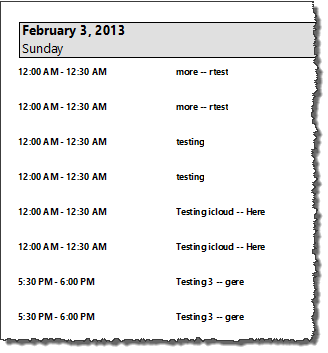 February 3, 2013
Sunday
12:00 AM - 12:30 AM more -- rtest
12:00 AM - 12:30 AM more -- rtest
12:00 AM - 12:30 AM testing
12:00 AM - 12:30 AM testing
12:00 AM - 12:30 AM Testing icloud -- Here
12:00 AM - 12:30 AM Testing icloud -- Here
5:30 PM - 6:00 PM Testing 3 -- gere
5:30 PM - 6:00 PM Testing 3 -- gere